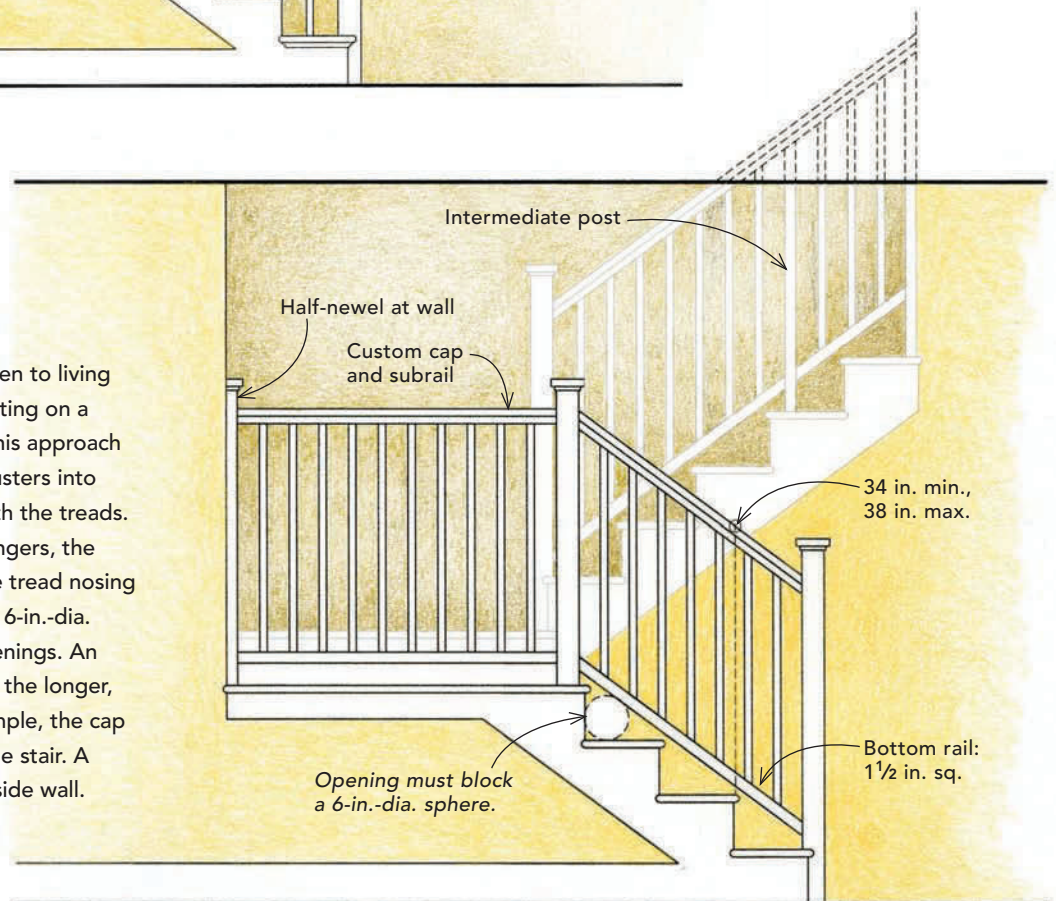 Intermediate post
Half-newel at wall
Custom cap
and subrail
en to living
ting on a
his approach
usters into
th the treads.
ngers, the
e tread nosing
6-in.-dia.
enings. An
the longer,
mple, the cap
e stair. A
side wall.
34 in. min.,
38 in. max.
Bottom rail:
1½ in. sq.
Opening must block
a 6-in.-dia. sphere.